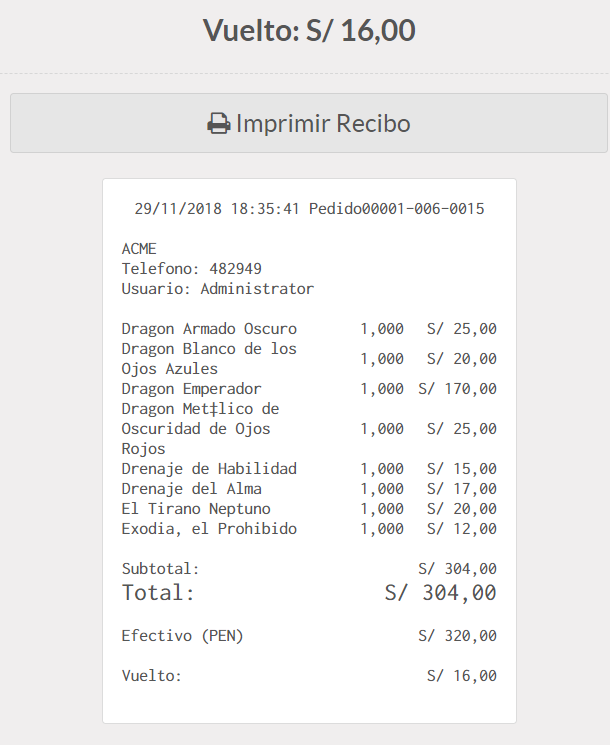 Vuelto: S/ 16,00
Imprimir Recibo
29/11/2018 18:35:41 Pedido00001-006-0015
ACME
Telefono: 482949
Usuario: Administrator
Dragon Armado Oscuro 1,000 S/ 25,00
Dragon Blanco de los
Ojos Azules 1,000 S/ 20,00
Dragon Emperador 1,000 S/ 170,00
Dragon Met‡lico de
Oscuridad de Ojos 1,000 S/ 25,00
Rojos
Drenaje de Habilidad 1,000 S/ 15,00
Drenaje del Alma 1,000 S/ 17,00
El Tirano Neptuno 1,000 S/ 20,00
Exodia, el Prohibido 1,000 S/ 12,00
Subtotal: S/ 304,00
Total: S/ 304,00
Efectivo (PEN) S/ 320,00
Vuelto: S/ 16,00